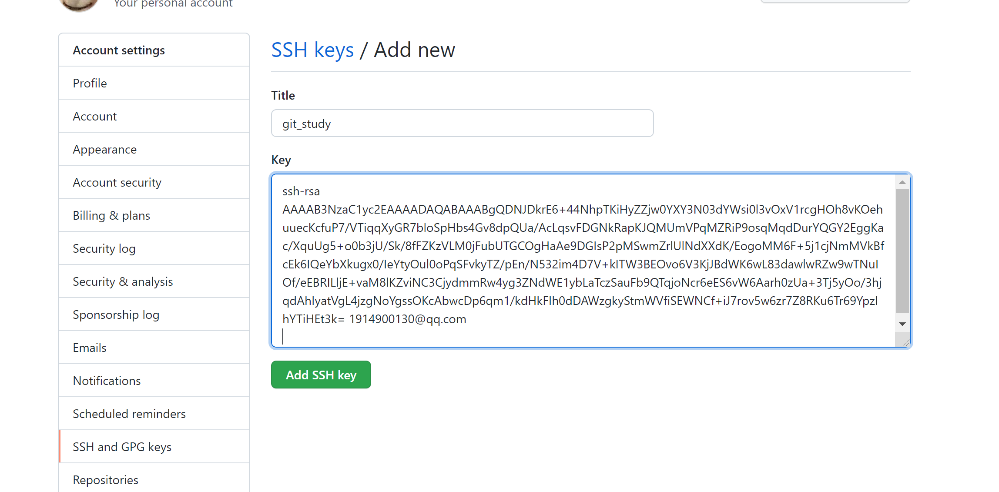 Your personal account
Account settings
Profile
Account
Appearance
Account security
Billing & plans
Security log
Security & analysis
Sponsorship log
Emails
Notifications
Scheduled reminders
SSH and GPG keys
Repositories
SSH keys / Add new
Title
git_study
Key
ssh-rsa
AAAAB3NzaC1yc2EAAAADAQABAAABgQDNJDkrE6+44NhpTKiHyZZjw0YXY3N03dYWsi0l3vOxV1rcgHOh8vKOeh
uuecKcfuP7/VTiqqXyGR7bloSpHbs4Gv8dpQUa/AcLqsvFDGNkRapKJQMUmVPqMZRiP9osqMqdDurYQGY2EggKa
c/XquUg5+o0b3jU/Sk/8fFZKzVLM0jFubUTGCOgHaAe9DGIsP2pMSwmZrlUlNdXXdK/EogoMM6F+5j1cjNmMVkBf
cEk6IQeYbXkugx0/IeYtyOul0oPqSFvkyTZ/pEn/N532im4D7V+kITW3BEOvo6V3KjJBdWK6wL83dawlwRZw9wTNuI
Of/eEBRILljE+vaM8lKZviNC3CjydmmRw4yg3ZNdWE1ybLaTczSauFb9QTqjoNcr6eES6vW6Aarh0zUa+3Tj5yOo/3hj
qdAhIyatVgL4jzgNoYgssOKcAbwcDp6qm1/kdHkFIh0dDAWzgkyStmWVfiSEWNCf+iJ7rov5w6zr7Z8RKu6Tr69Ypzl
hYTiHEt3k= 1914900130@qq.com
Add SSH key